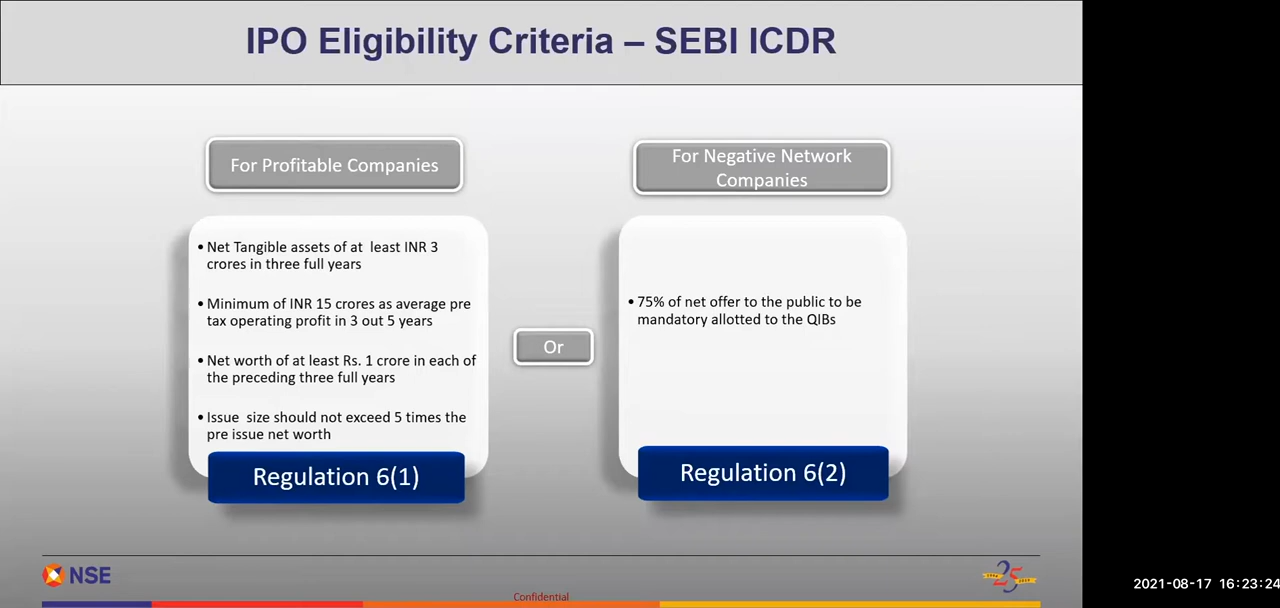 IPO Eligibility Criteria – SEBI ICDR
For Profitable Companies
• Net Tangible assets of at least INR 3
crores in three full years
• Minimum of INR 15 crores as average pre
tax operating profit in 3 out 5 years
• Net worth of at least Rs. 1 crore in each of
the preceding three full years
• Issue size should not exceed 5 times the
pre issue net worth
Regulation 6(1)
Or
For Negative Network
Companies
• 75% of net offer to the public to be
mandatory allotted to the QIBs
Regulation 6(2)
NSE
25
Confidential
2021-08-17 16:23:24